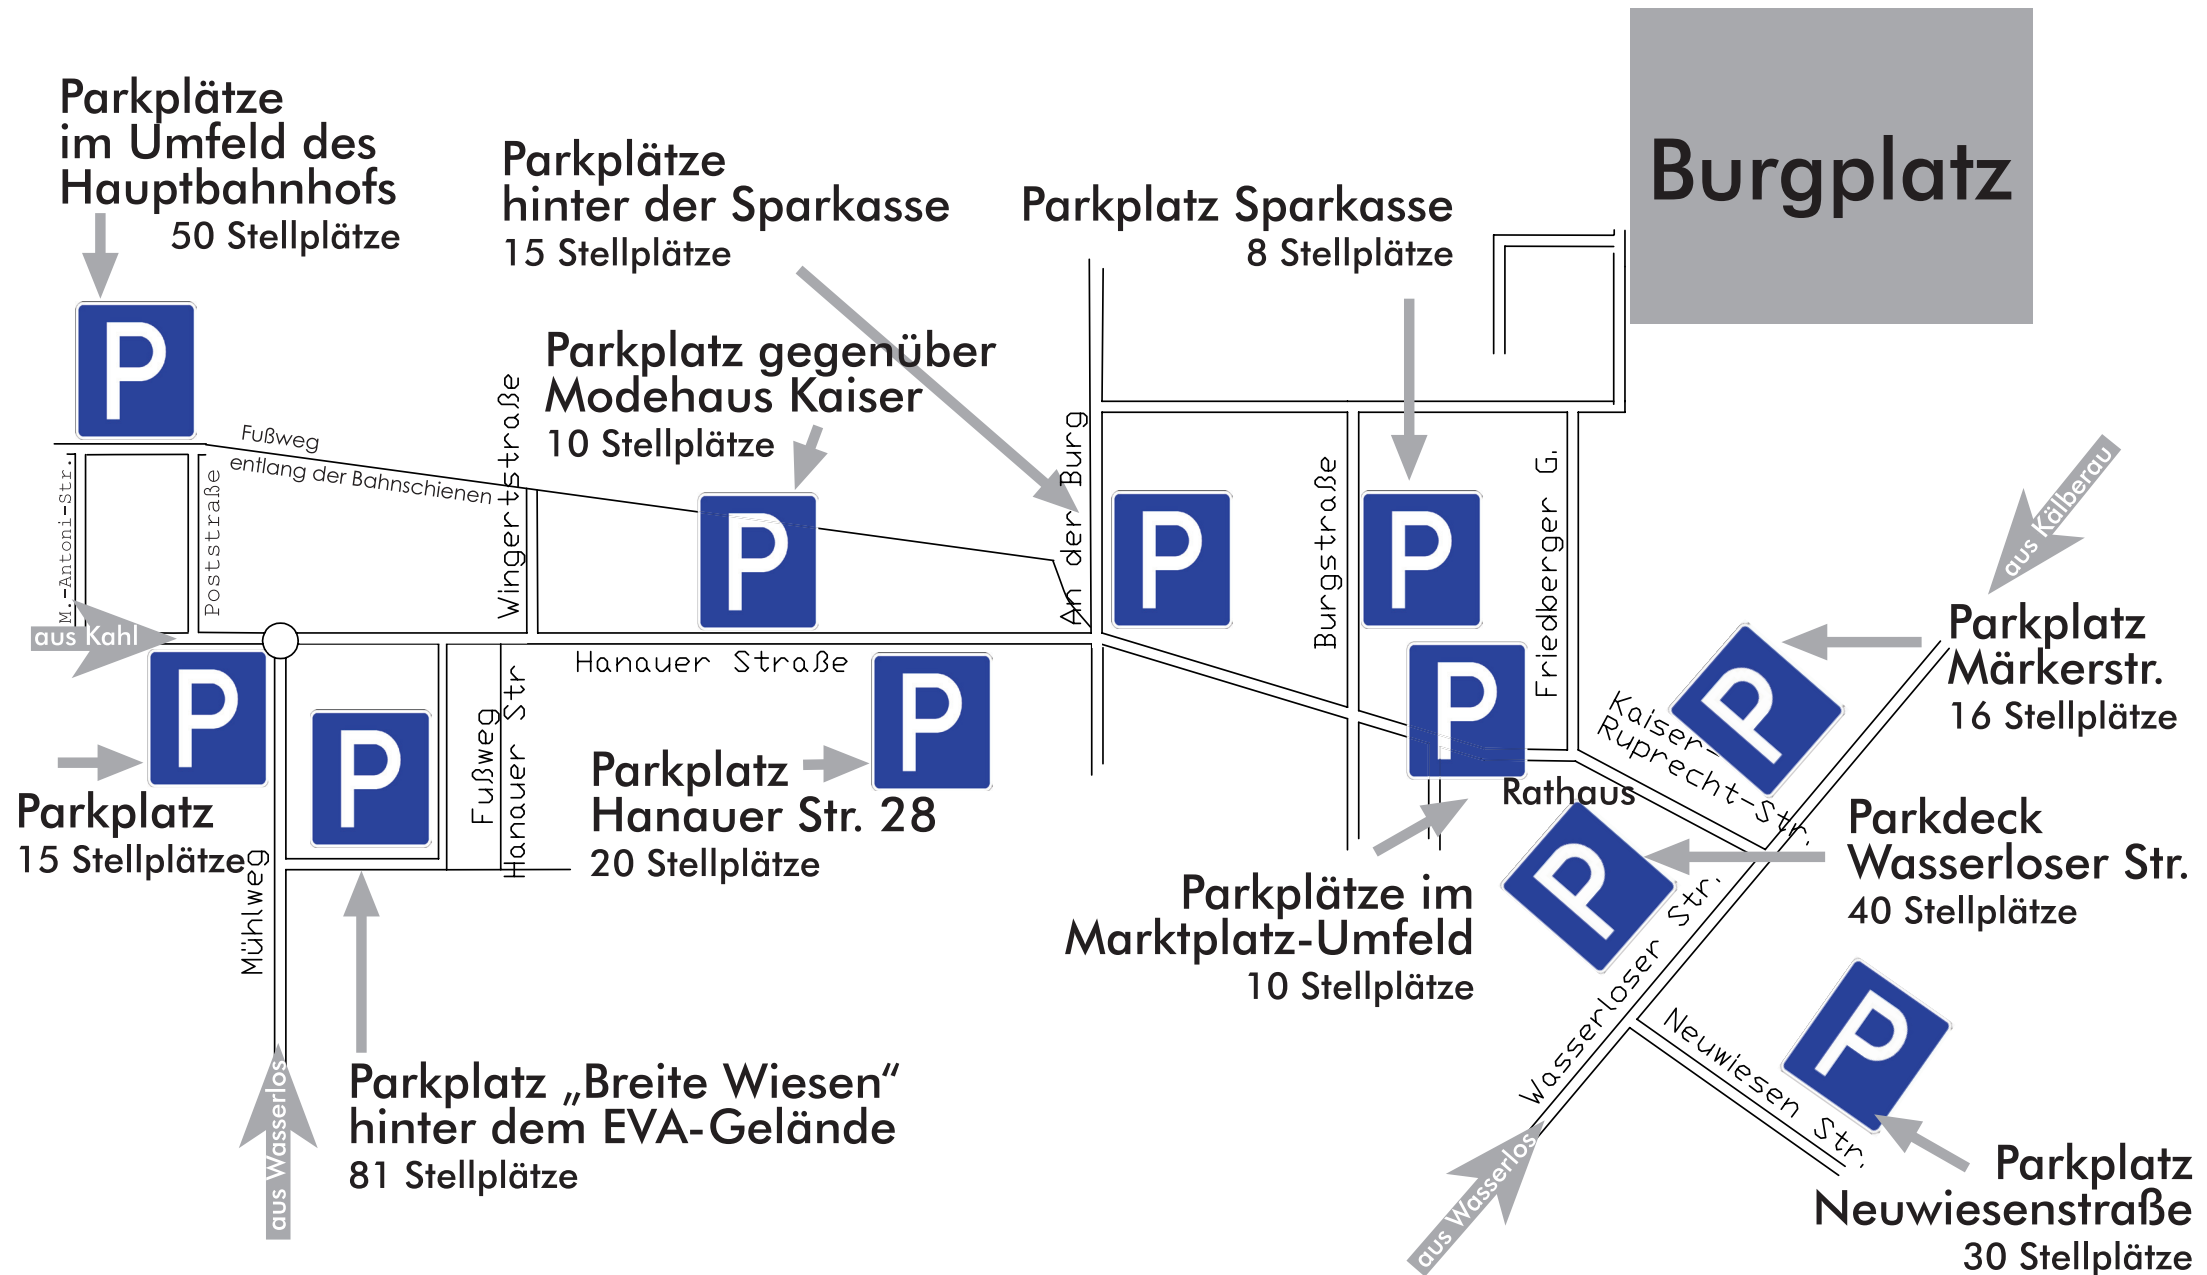 Burgplatz
Parkplätze
im Umfeld des
Hauptbahnhofs
50 Stellplätze
P
Parkplätze
hinter der Sparkasse
15 Stellplätze
Parkplatz Sparkasse
8 Stellplätze
Parkplatz gegenüber
Modehaus Kaiser
10 Stellplätze
Fußweg
entlang der Bahnschienen
M.-Antoni-Str.
Poststraße
Wingertstraße
P
An der Burg
P
Burgstraße
P
Friedberger G.
aus Kälberau
aus Kahl
P
Parkplatz
15 Stellplätze
Mühlweg
P
Fußweg
Hanauer Str
Hanauer Straße
P
Parkplatz
Hanauer Str. 28
20 Stellplätze
P
Rathaus
Kaiser-
Ruprecht-Str.
P
Parkplatz
Märkerstr.
16 Stellplätze
P
Parkdeck
Wasserloser Str.
40 Stellplätze
Parkplätze im
Marktplatz-Umfeld
10 Stellplätze
Wasserloser Str.
Neuwiesen Str.
P
aus Wasserlos
Parkplatz „Breite Wiesen“
hinter dem EVA-Gelände
81 Stellplätze
aus Wasserlos
Parkplatz
Neuwiesenstraße
30 Stellplätze